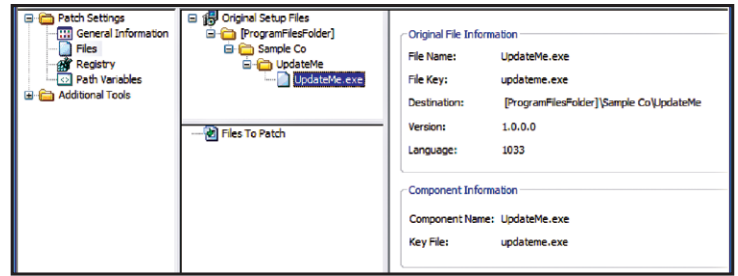 Patch Settings
General Information
Files
Registry
Path Variables
Additional Tools
Original Setup Files
[ProgramFilesFolder]
Sample Co
UpdateMe
UpdateMe.exe
Files To Patch
Original File Information
File Name: UpdateMe.exe
File Key: updateme.exe
Destination: [ProgramFilesFolder]\Sample Co\UpdateMe
Version: 1.0.0.0
Language: 1033
Component Information
Component Name: UpdateMe.exe
Key File: updateme.exe